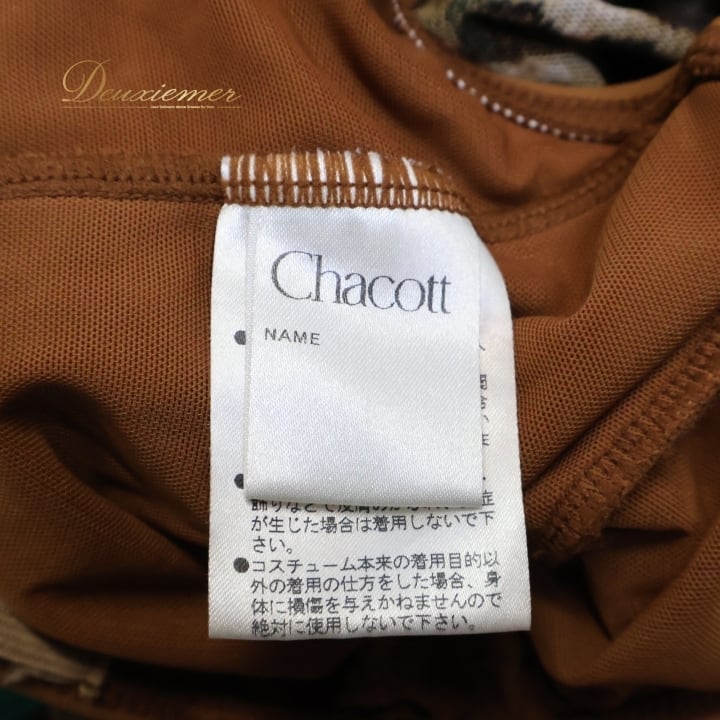 Deuxiemer
Chacott
NAME
が生じた場合は着用しないで下
さい。
●コスチューム本来の着用目的以
外の着用の仕方をした場合、身
体に損傷を与えかねませんので
絶対に使用しないで下さい。